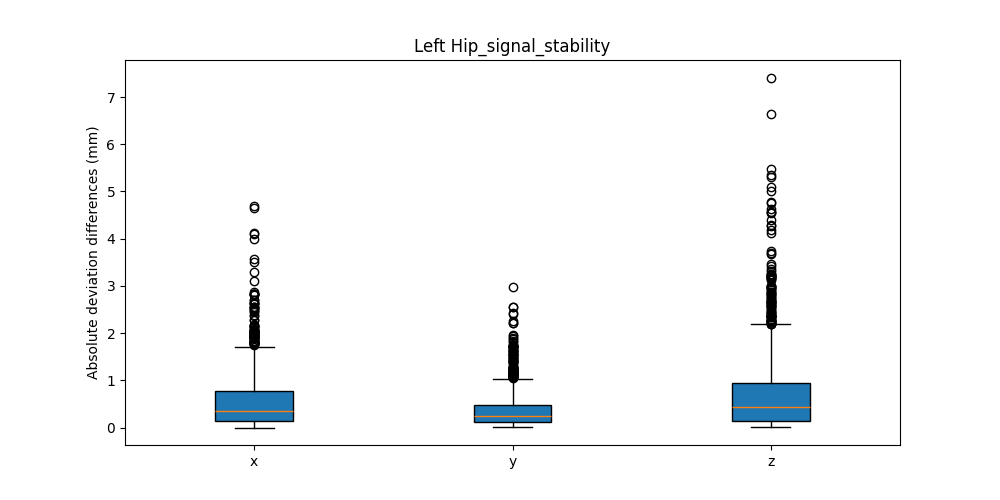 Left Hip_signal_stability
Absolute deviation differences (mm)
7
6
5
4
3
2
1
0
x y z